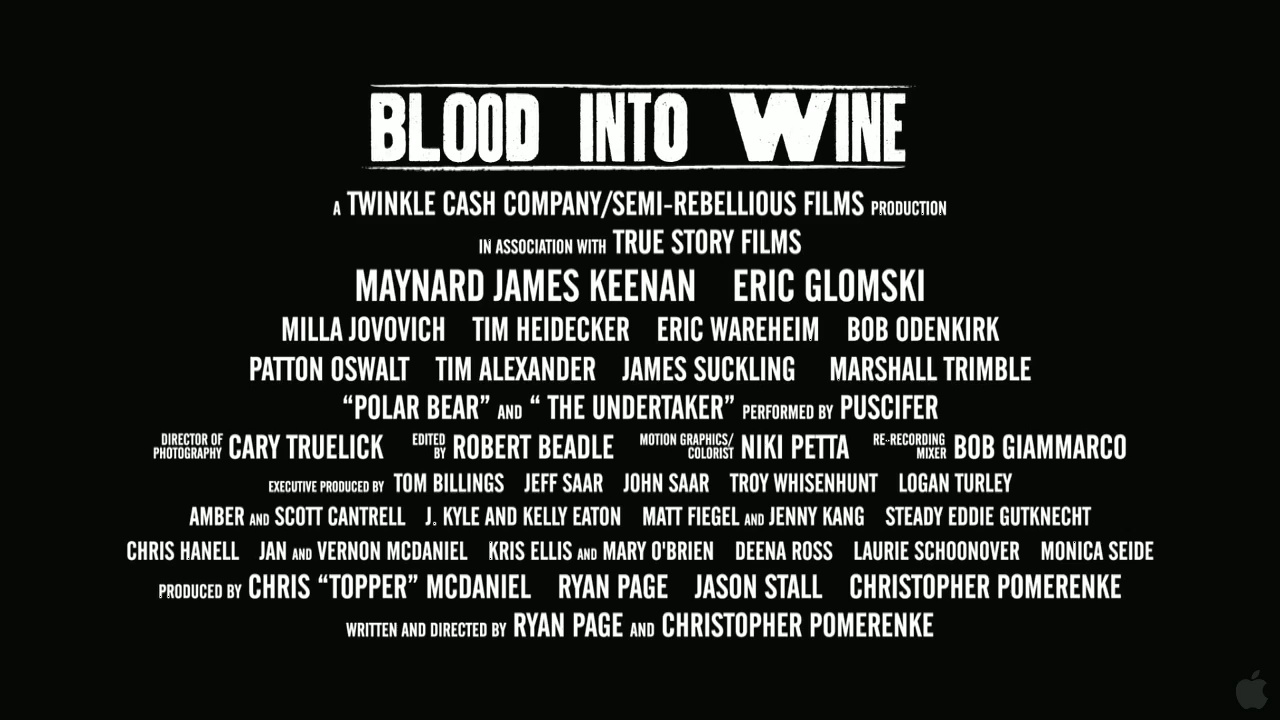 BLOOD INTO WINE
A TWINKLE CASH COMPANY/SEMI-REBELLIOUS FILMS PRODUCTION
IN ASSOCIATION WITH TRUE STORY FILMS
MAYNARD JAMES KEENAN ERIC GLOMSKI
MILLA JOVOVICH TIM HEIDECKER ERIC WAREHEIM BOB ODENKIRK
PATTON OSWALT TIM ALEXANDER JAMES SUCKLING MARSHALL TRIMBLE
“POLAR BEAR” AND “ THE UNDERTAKER” PERFORMED BY PUSCIFER
DIRECTOR OF PHOTOGRAPHY CARY TRUELICK EDITED BY ROBERT BEADLE MOTION GRAPHICS/ COLORIST NIKI PETTA RE-RECORDING MIXER BOB GIAMMARCO
EXECUTIVE PRODUCED BY TOM BILLINGS JEFF SAAR JOHN SAAR TROY WHISENHUNT LOGAN TURLEY
AMBER AND SCOTT CANTRELL J. KYLE AND KELLY EATON MATT FIEGEL AND JENNY KANG STEADY EDDIE GUTKNECHT
CHRIS HANELL JAN AND VERNON MCDANIEL KRIS ELLIS AND MARY O'BRIEN DEENA ROSS LAURIE SCHOONOVER MONICA SEIDE
PRODUCED BY CHRIS “TOPPER” MCDANIEL RYAN PAGE JASON STALL CHRISTOPHER POMERENKE
WRITTEN AND DIRECTED BY RYAN PAGE AND CHRISTOPHER POMERENKE